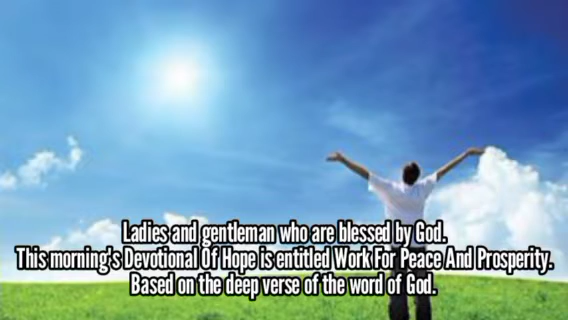 Ladies and gentleman who are blessed by God.
This morning's Devotional Of Hope is entitled Work For Peace And Prosperity.
Based on the deep verse of the word of God.